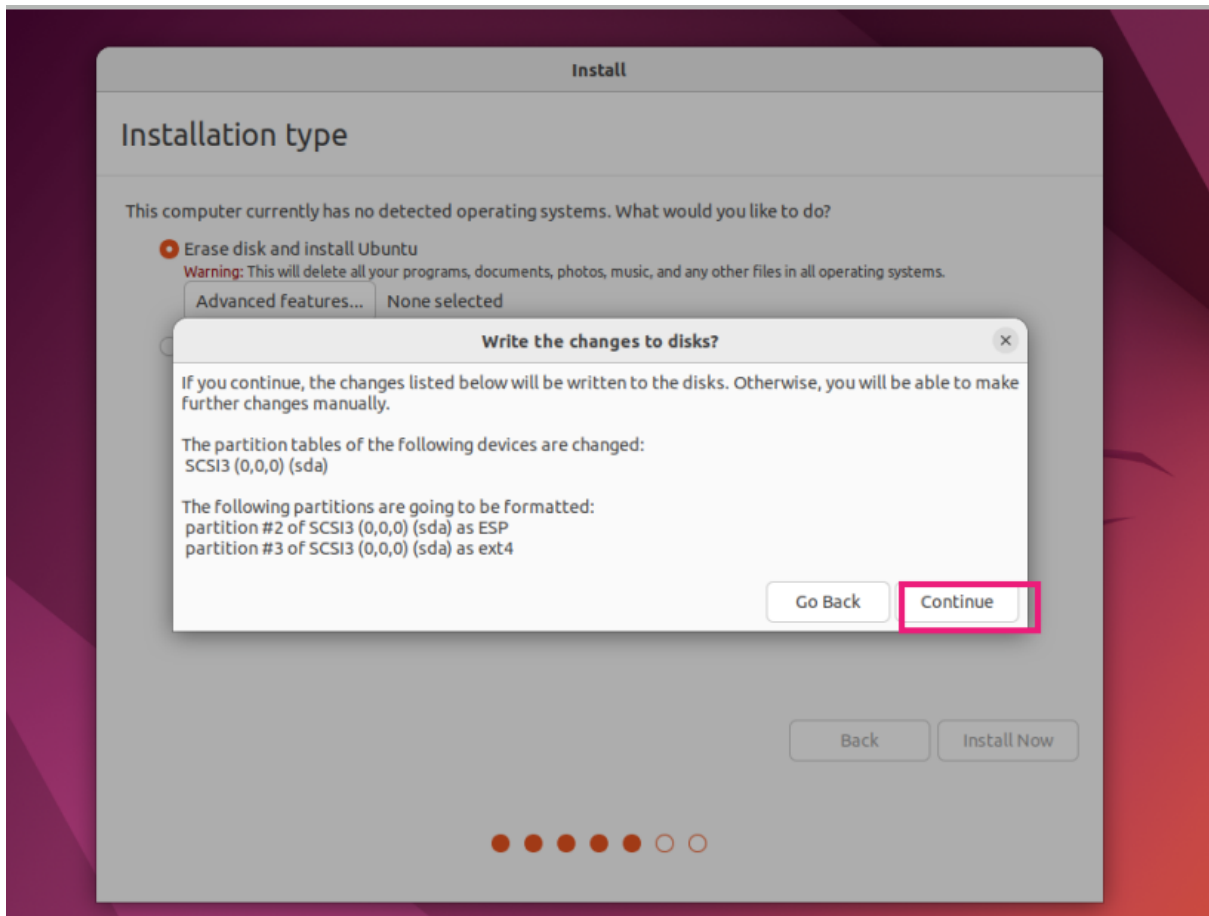 Install
Installation type
This computer currently has no detected operating systems. What would you like to do?
Erase disk and install Ubuntu
Warning: This will delete all your programs, documents, photos, music, and any other files in all operating systems.
Advanced features... None selected
Write the changes to disks?
If you continue, the changes listed below will be written to the disks. Otherwise, you will be able to make
further changes manually.
The partition tables of the following devices are changed:
SCSI3 (0,0,0) (sda)
The following partitions are going to be formatted:
partition #2 of SCSI3 (0,0,0) (sda) as ESP
partition #3 of SCSI3 (0,0,0) (sda) as ext4
Go Back Continue
Back Install Now